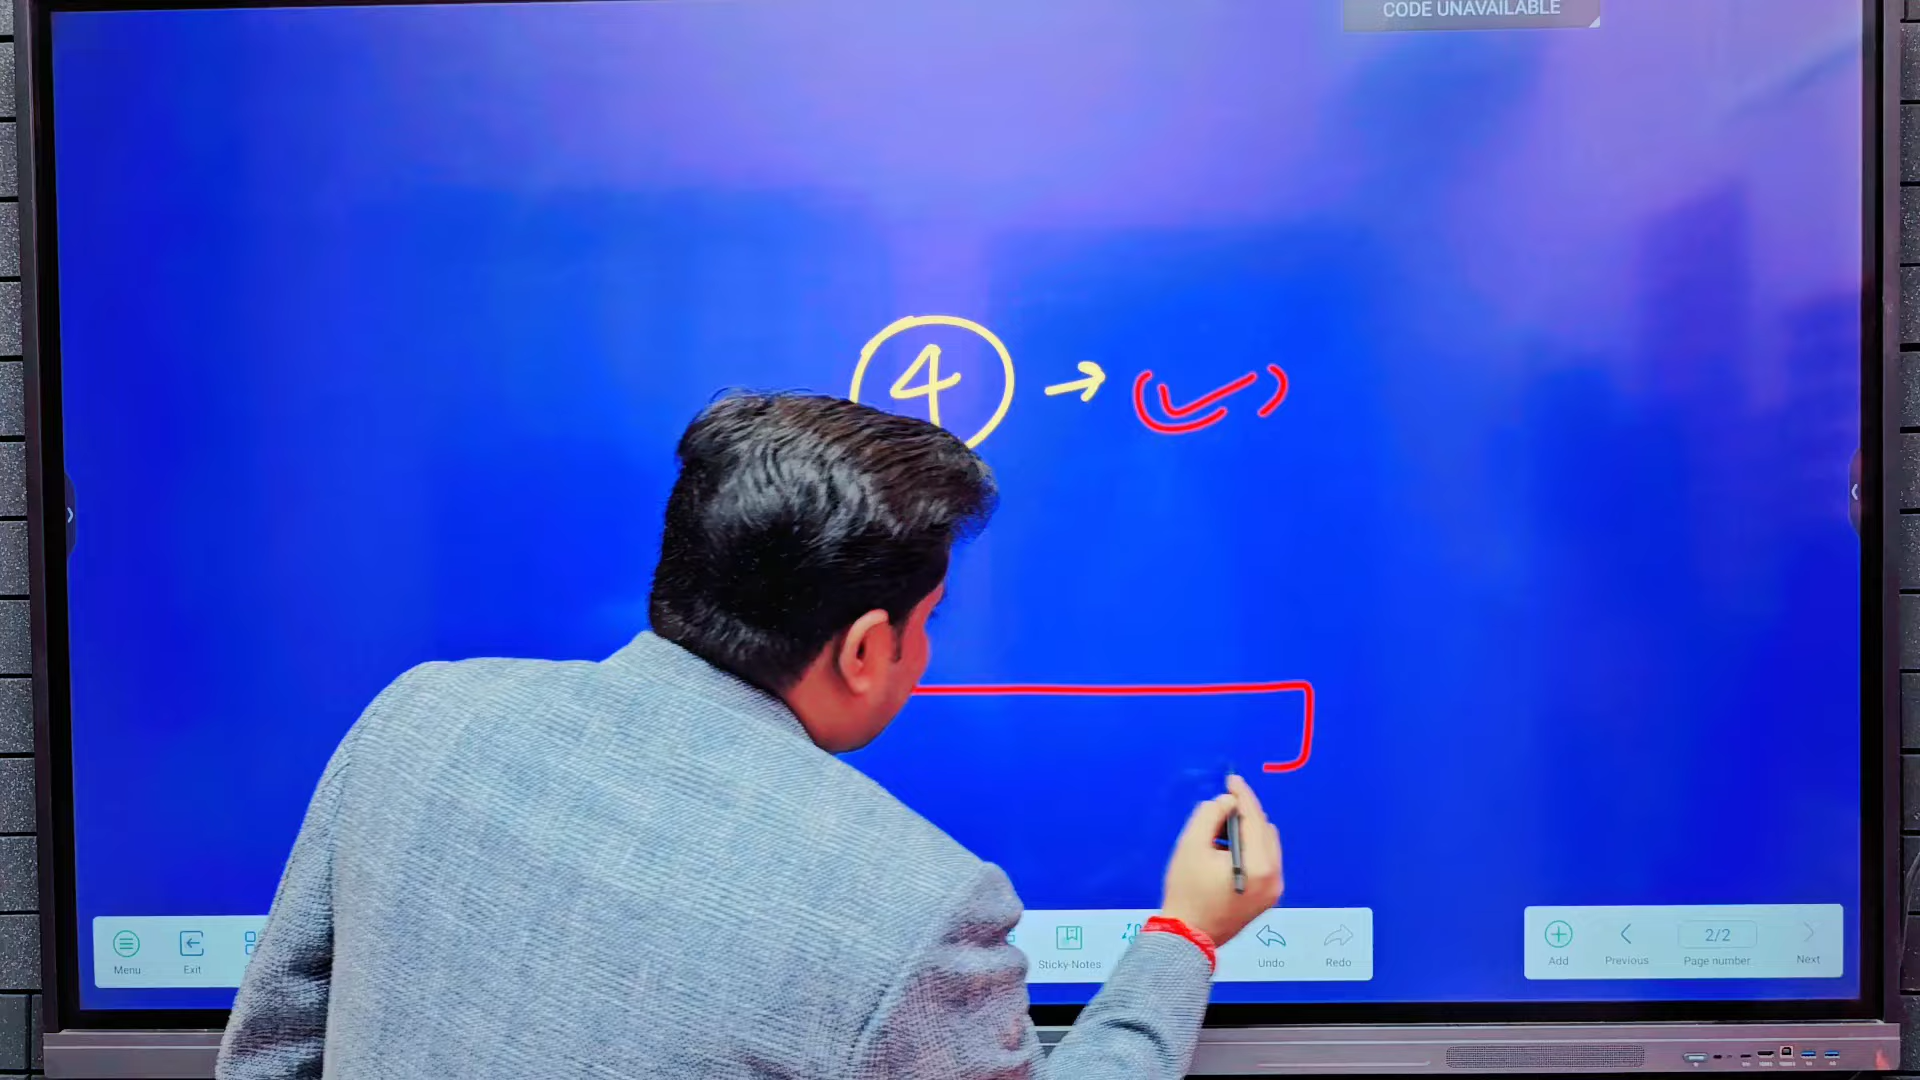 CODE UNAVAILABLE
4 → (✓)
Menu Exit Sticky-Notes Undo Redo Add Previous 2/2 Page number Next